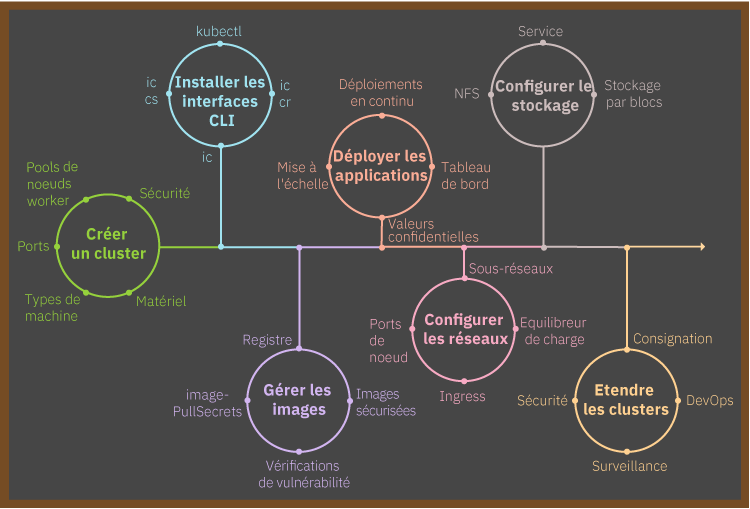 kubectl
ic
cs
Installer les
interfaces
CLI
ic
cr
ic
Service
NFS
Configurer le
stockage
Stockage
par blocs
Déploiements
en continu
Mise à
l'échelle
Déployer les
applications
Tableau
de bord
Valeurs
confidentielles
Pools de
noeuds
worker
Sécurité
Ports
Créer
un cluster
Types de
machine
Matériel
Sous-réseaux
Ports
de
noeud
Configurer
les réseaux
Equilibreur
de charge
Ingress
Registre
image-
PullSecrets
Gérer les
images
Images
sécurisées
Vérifications
de vulnérabilité
Consignation
Sécurité
Etendre
les clusters
DevOps
Surveillance